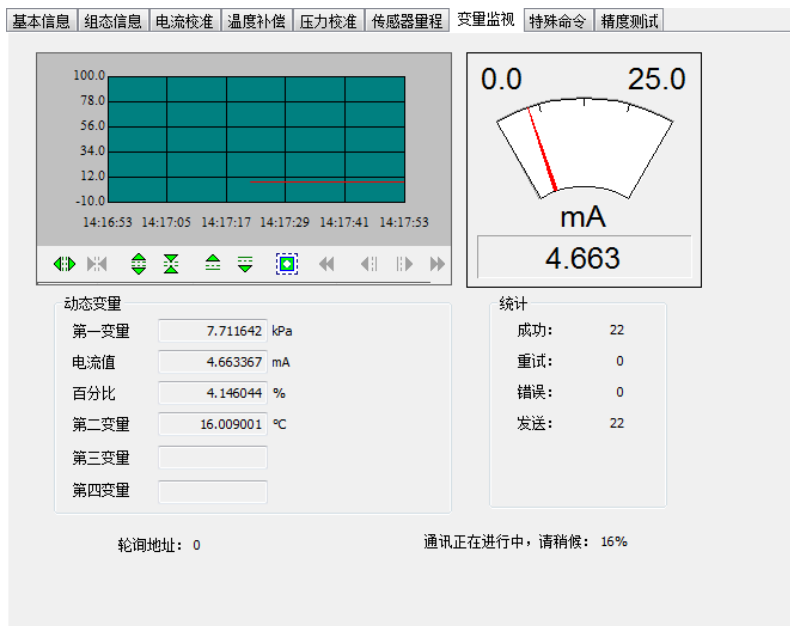 基本信息 组态信息 电流校准 温度补偿 压力校准 传感器量程 变量监视 特殊命令 精度测试
100.0
78.0
56.0
34.0
12.0
-10.0
14:16:53 14:17:05 14:17:17 14:17:29 14:17:41 14:17:53
0.0 25.0
mA
4.663
动态变量
第一变量 7.711642 kPa
电流值 4.663367 mA
百分比 4.146044 %
第二变量 16.009001 ℃
第三变量
第四变量
统计
成功： 22
重试： 0
错误： 0
发送： 22
轮询地址： 0
通讯正在进行中，请稍候： 16%